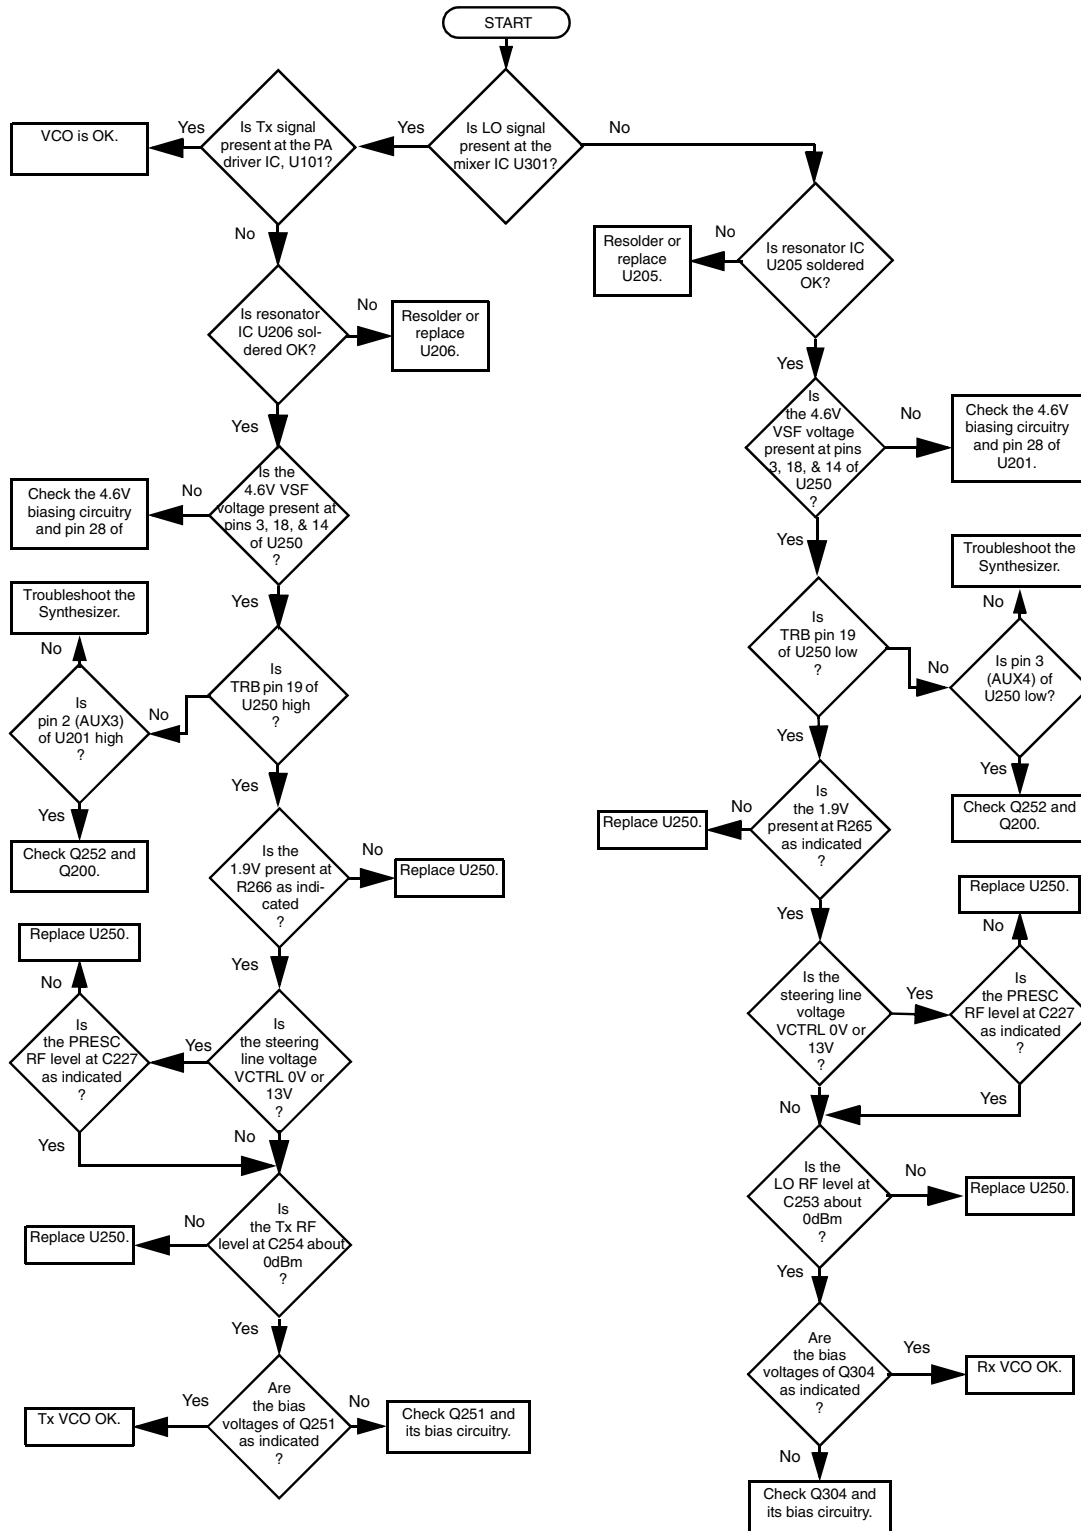 START
Is LO signal
present at the
mixer IC U301?
Yes
No
Is Tx signal
present at the PA
driver IC, U101?
Yes
VCO is OK.
No
Is resonator
IC U206 sol-
dered OK?
No
Resolder or
replace
U206.
Yes
Is the
4.6V VSF
voltage present at
pins 3, 18, & 14
of U250
?
No
Check the 4.6V
biasing circuitry
and pin 28 of
Yes
Is
TRB pin 19 of
U250 high
?
No
Is
pin 2 (AUX3)
of U201 high
?
No
Troubleshoot the
Synthesizer.
Yes
Check Q252 and
Q200.
Yes
Is the
1.9V present at
R266 as indi-
cated
?
No
Replace U250.
Yes
Is
the steering
line voltage
VCTRL 0V or
13V
?
Yes
Is
the PRESC
RF level at C227
as indicated
?
No
Replace U250.
Yes
No
Is
the Tx RF
level at C254 about
0dBm
?
No
Replace U250.
Yes
Are
the bias
voltages of Q251
as indicated
?
Yes
Tx VCO OK.
No
Check Q251 and
its bias circuitry.
Is resonator IC
U205 soldered
OK?
No
Resolder or
replace
U205.
Yes
Is
the 4.6V
VSF voltage
present at pins
3, 18, & 14 of
U250
?
No
Check the 4.6V
biasing circuitry
and pin 28 of
U201.
Yes
Is
TRB pin 19
of U250 low
?
No
Is pin 3
(AUX4) of
U250 low?
No
Troubleshoot the
Synthesizer.
Yes
Check Q252 and
Q200.
Yes
Is
the 1.9V
present at R265
as indicated
?
No
Replace U250.
Yes
Is the
steering line
voltage
VCTRL 0V or
13V
?
Yes
Is
the PRESC
RF level at C227
as indicated
?
No
Replace U250.
Yes
No
Is the
LO RF level at
C253 about
0dBm
?
No
Replace U250.
Yes
Are
the bias
voltages of Q304
as indicated
?
Yes
Rx VCO OK.
No
Check Q304 and
its bias circuitry.